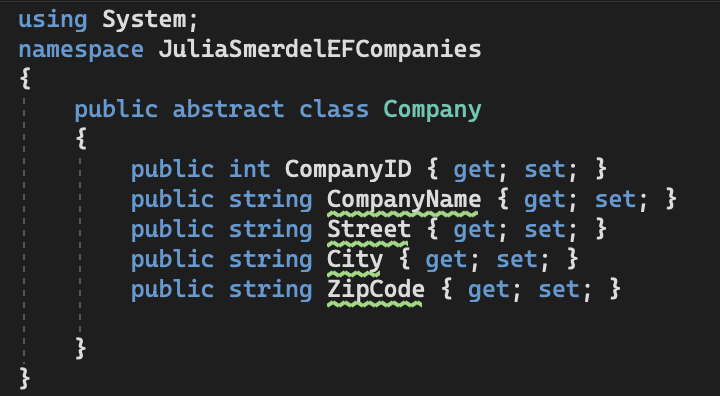 using System;
namespace JuliaSmerdelEFCompanies
{
    public abstract class Company
    {
        public int CompanyID { get; set; }
        public string CompanyName { get; set; }
        public string Street { get; set; }
        public string City { get; set; }
        public string ZipCode { get; set; }

    }
}